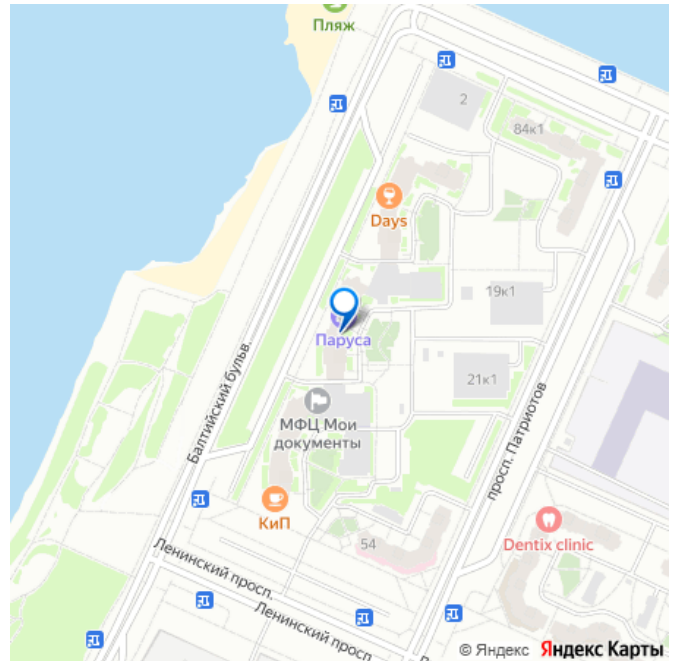 Пляж
2
84к1
Days
19к1
Паруса
21к1
Балтийский бульв.
МФЦ Мои
документы
просп. Патриотов
КиП
54
Dentix clinic
Ленинский просп.
Ленинский просп
© Яндекс Яндекс Карты